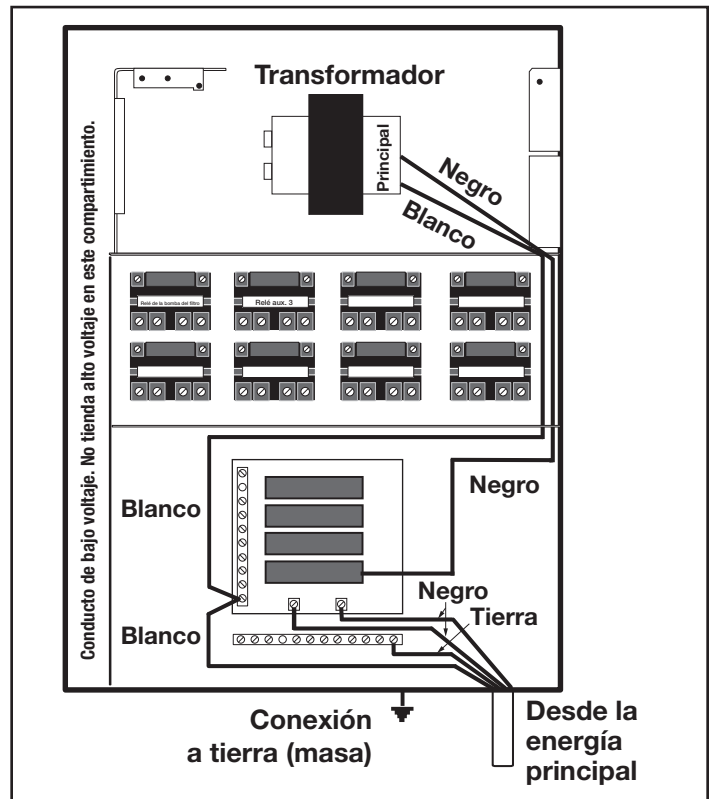 Transformador
Principal
Negro
Blanco
Conducto de bajo voltaje. No tienda alto voltaje en este compartimiento.
Relé de la bomba del filtro
Relé aux. 3
Blanco
Negro
Negro
Tierra
Blanco
Conexión
a tierra (masa)
Desde la
energía
principal